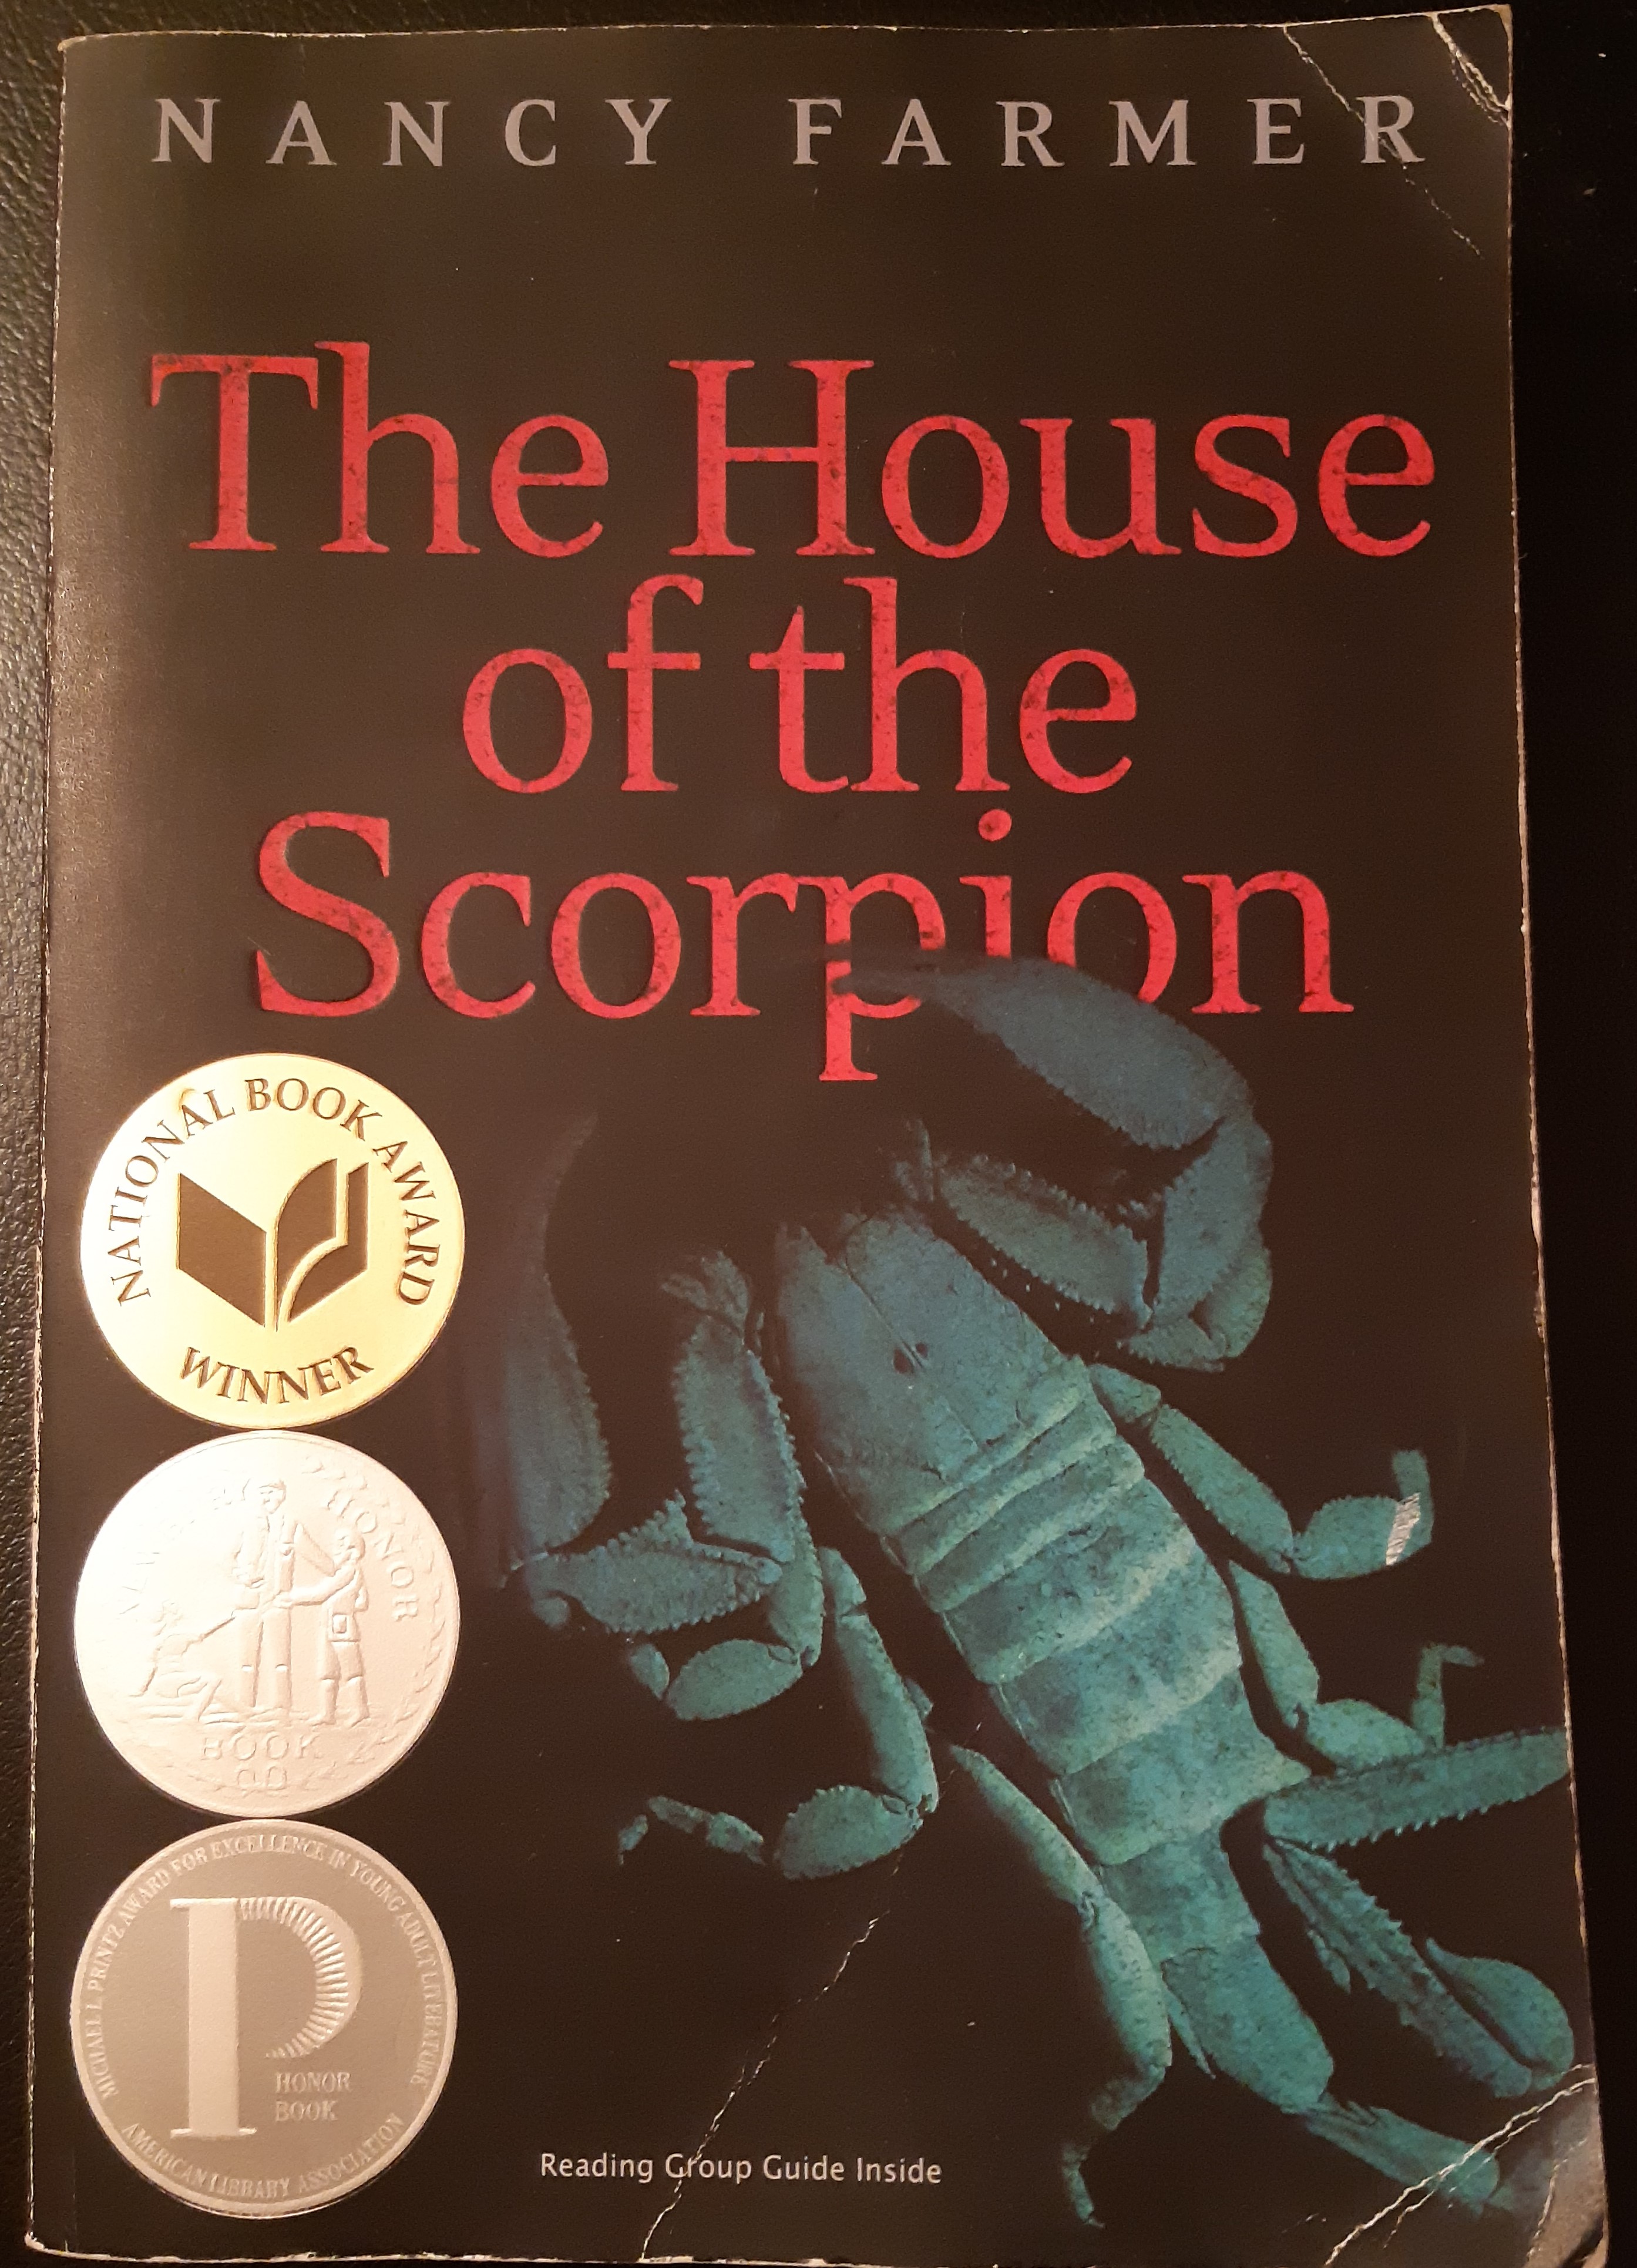 NANCY FARMER
The House
of the
Scorpion
NATIONAL BOOK AWARD
WINNER
HONOR
BOOK
MICHAEL L. PRINTZ AWARD FOR EXCELLENCE IN YOUNG ADULT LITERATURE
HONOR
BOOK
AMERICAN LIBRARY ASSOCIATION
Reading Group Guide Inside